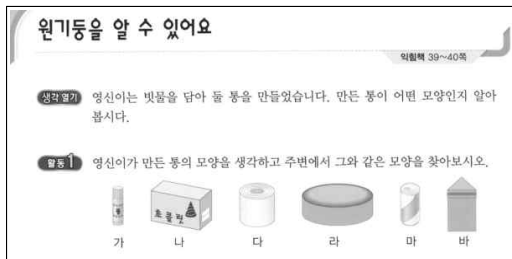 원기둥을 알 수 있어요
익힘책 39~40쪽
생각 열기 영신이는 빗물을 담아 둘 통을 만들었습니다. 만든 통이 어떤 모양인지 알아
봅시다.
활동 1 영신이가 만든 통의 모양을 생각하고 주변에서 그와 같은 모양을 찾아보시오.
초콜릿
가 나 다 라 마 바